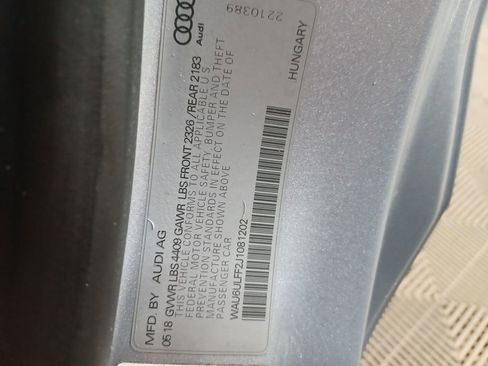 MFD. BY AUDI AG
05 18 GVWR LBS 4409 GAWR LBS FRONT 2326 / REAR 2183
THIS VEHICLE CONFORMS TO ALL APPLICABLE U.S.
FEDERAL MOTOR VEHICLE SAFETY, BUMPER AND THEFT
PREVENTION STANDARDS IN EFFECT ON THE DATE OF
MANUFACTURE SHOWN ABOVE
PASSENGER CAR
WAU6ULFF2J1081202
HUNGARY
Audi
2210389